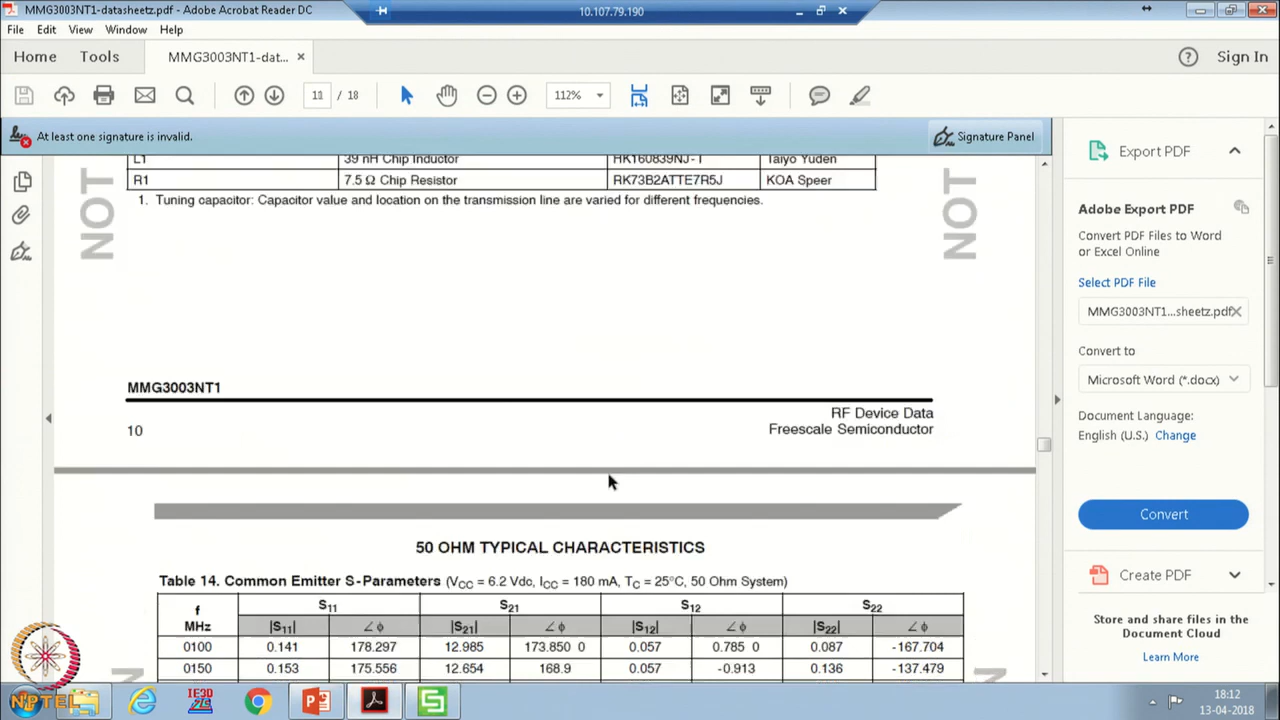 MMG3003NT1-datasheetz.pdf - Adobe Acrobat Reader DC
10.107.79.190
File Edit View Window Help
Home Tools MMG3003NT1-dat... × Sign In
11 / 18 112%
At least one signature is invalid. Signature Panel
L1 39 nH Chip Inductor HK160839NJ-T Taiyo Yuden
R1 7.5 Ω Chip Resistor RK73B2ATTE7R5J KOA Speer
1. Tuning capacitor: Capacitor value and location on the transmission line are varied for different frequencies.
NOT NOT
MMG3003NT1
RF Device Data
10 Freescale Semiconductor
50 OHM TYPICAL CHARACTERISTICS
Table 14. Common Emitter S-Parameters (VCC = 6.2 Vdc, ICC = 180 mA, TC = 25°C, 50 Ohm System)
f MHz S11 S21 S12 S22
|S11| ∠ φ |S21| ∠ φ |S12| ∠ φ |S22| ∠ φ
0100 0.141 178.297 12.985 173.850 0 0.057 0.785 0 0.087 -167.704
0150 0.153 175.556 12.654 168.9 0.057 -0.913 0.136 -137.479
Export PDF
Adobe Export PDF
Convert PDF Files to Word
or Excel Online
Select PDF File
MMG3003NT1...sheetz.pdf
Convert to
Microsoft Word (*.docx)
Document Language:
English (U.S.) Change
Convert
Create PDF
Store and share files in the
Document Cloud
Learn More
NPTEL
IE3D
18:12
13-04-2018